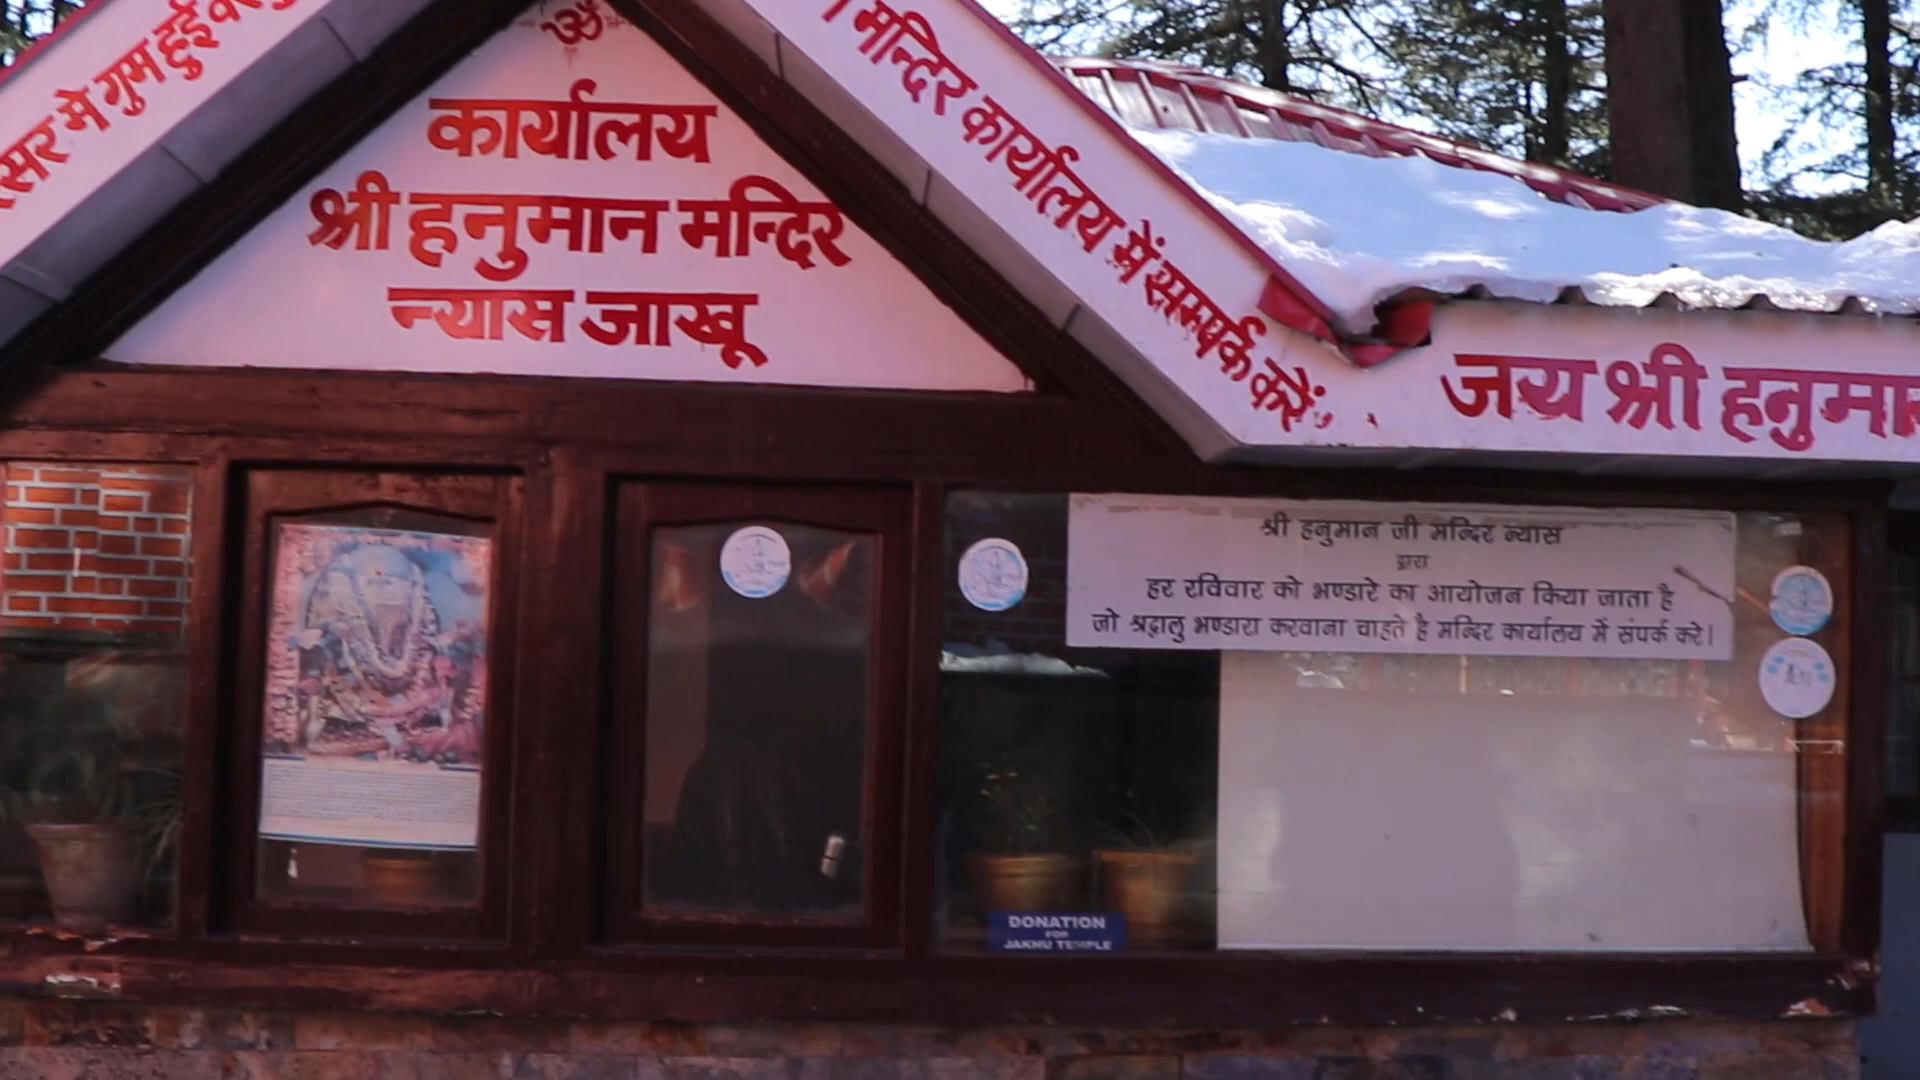 सर मे गुम हुई
ॐ
कार्यालय
श्री हनुमान मन्दिर
न्यास जाखू
मन्दिर कार्यालय में सम्पर्क करें
जय श्री हनुमान
श्री हनुमान जी मन्दिर न्यास
द्वारा
हर रविवार को भण्डारे का आयोजन किया जाता है
जो श्रद्धालु भण्डारा करवाना चाहते है मन्दिर कार्यालय में संपर्क करे।
DONATION
FOR
JAKHU TEMPLE